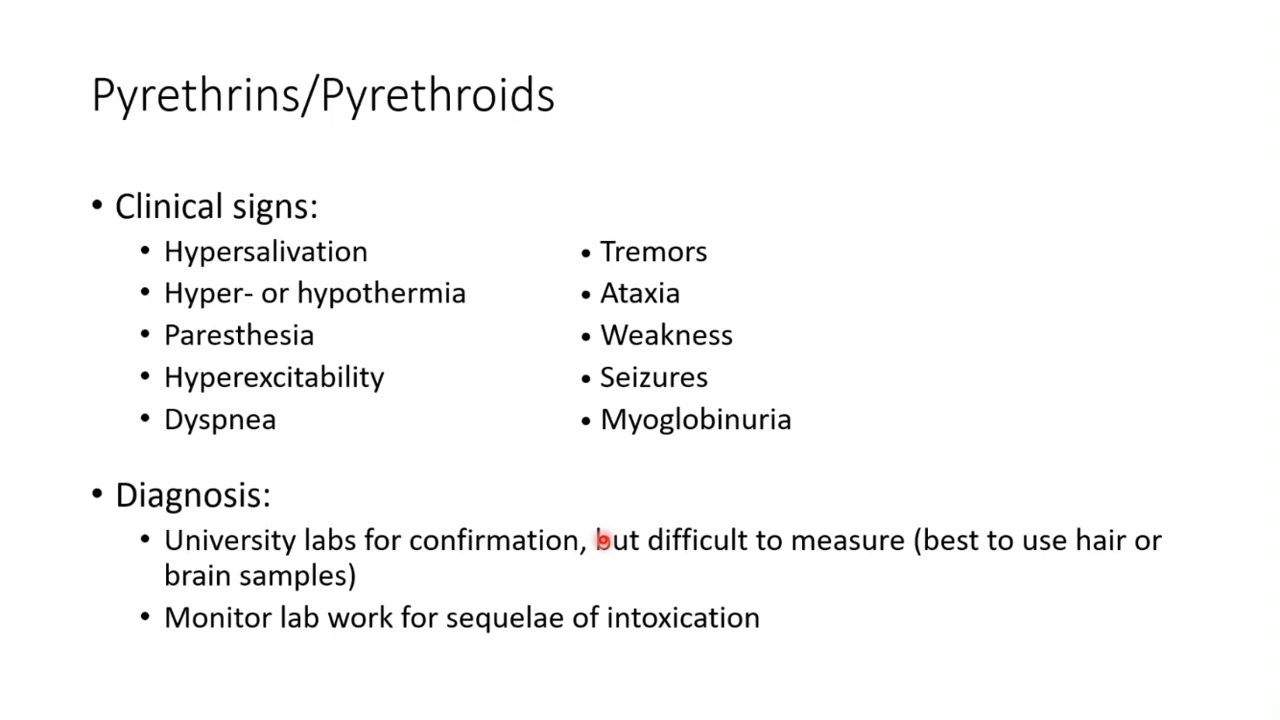 Pyrethrins/Pyrethroids
• Clinical signs:
• Hypersalivation
• Hyper- or hypothermia
• Paresthesia
• Hyperexcitability
• Dyspnea
• Tremors
• Ataxia
• Weakness
• Seizures
• Myoglobinuria
• Diagnosis:
• University labs for confirmation, but difficult to measure (best to use hair or
brain samples)
• Monitor lab work for sequelae of intoxication